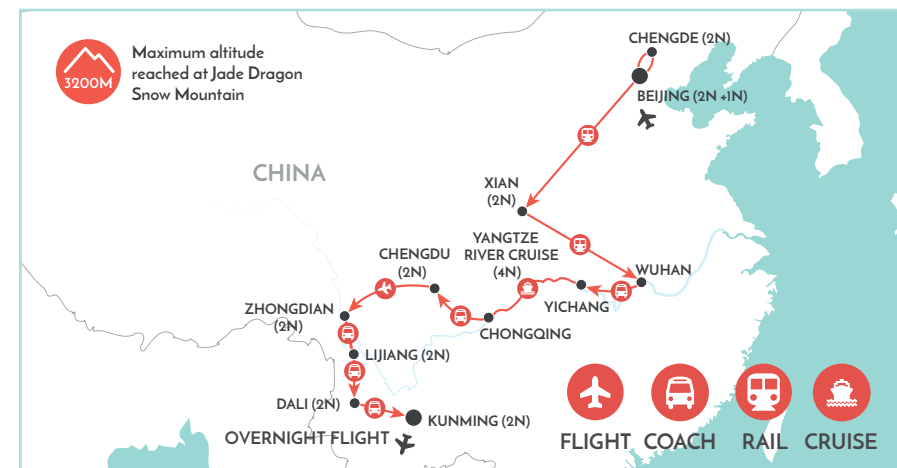 3200M
Maximum altitude
reached at Jade Dragon
Snow Mountain
CHENGDE (2N)
BEIJING (2N +1N)
CHINA
XIAN
(2N)
YANGTZE
RIVER CRUISE
(4N)
CHENGDU
(2N)
WUHAN
YICHANG
ZHONGDIAN
(2N)
CHONGQING
LIJIANG (2N)
DALI (2N)
KUNMING (2N)
OVERNIGHT FLIGHT
FLIGHT COACH RAIL CRUISE